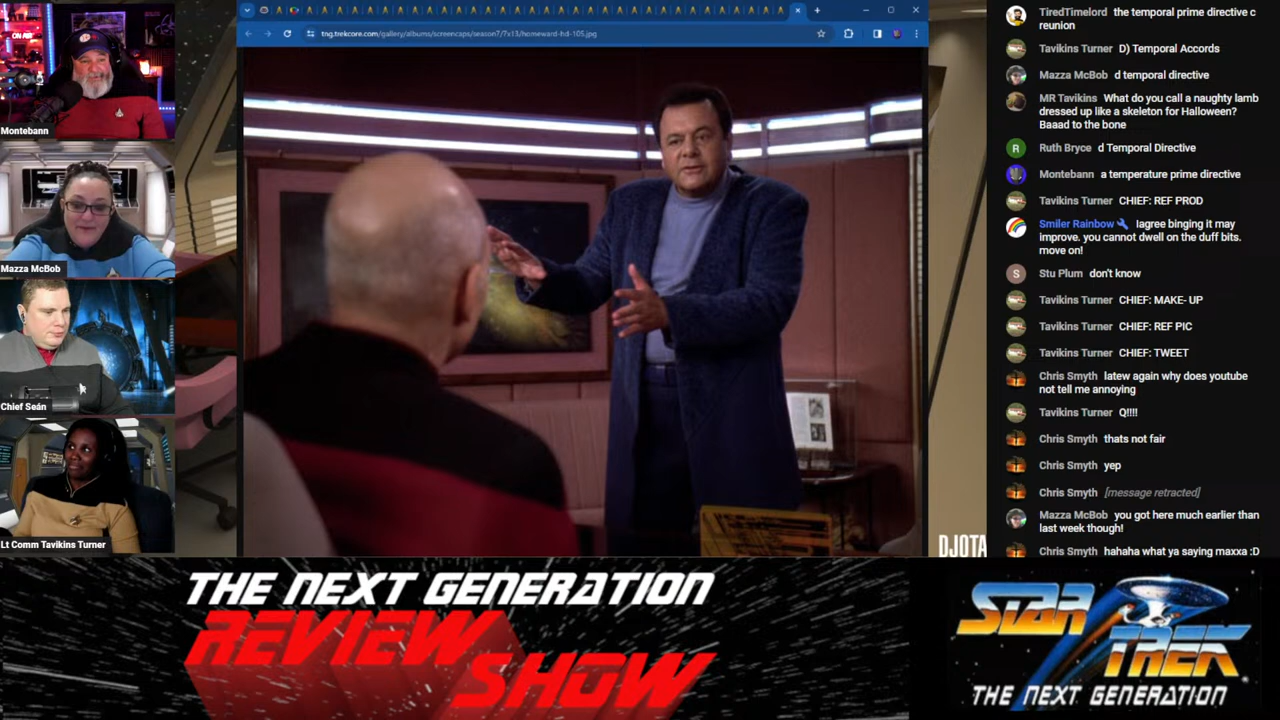 ON AIR
Montebann
Mazza McBob
Chief Seán
Lt Comm Tavikins Turner
tng.trekcore.com/gallery/albums/screencaps/season7/7x13/homeward-hd-105.jpg
DJOTA
TiredTimelord the temporal prime directive c
reunion
Tavikins Turner D) Temporal Accords
Mazza McBob d temporal directive
MR Tavikins What do you call a naughty lamb
dressed up like a skeleton for Halloween?
Baaad to the bone
R Ruth Bryce d Temporal Directive
Montebann a temperature prime directive
Tavikins Turner CHIEF: REF PROD
Smiler Rainbow Iagree binging it may
improve. you cannot dwell on the duff bits.
move on!
S Stu Plum don't know
Tavikins Turner CHIEF: MAKE- UP
Tavikins Turner CHIEF: REF PIC
Tavikins Turner CHIEF: TWEET
Chris Smyth latew again why does youtube
not tell me annoying
Tavikins Turner Q!!!!
Chris Smyth thats not fair
Chris Smyth yep
Chris Smyth [message retracted]
Mazza McBob you got here much earlier than
last week though!
Chris Smyth hahaha what ya saying maxxa :D
THE NEXT GENERATION
REVIEW
SHOW
STAR
TREK
THE NEXT GENERATION